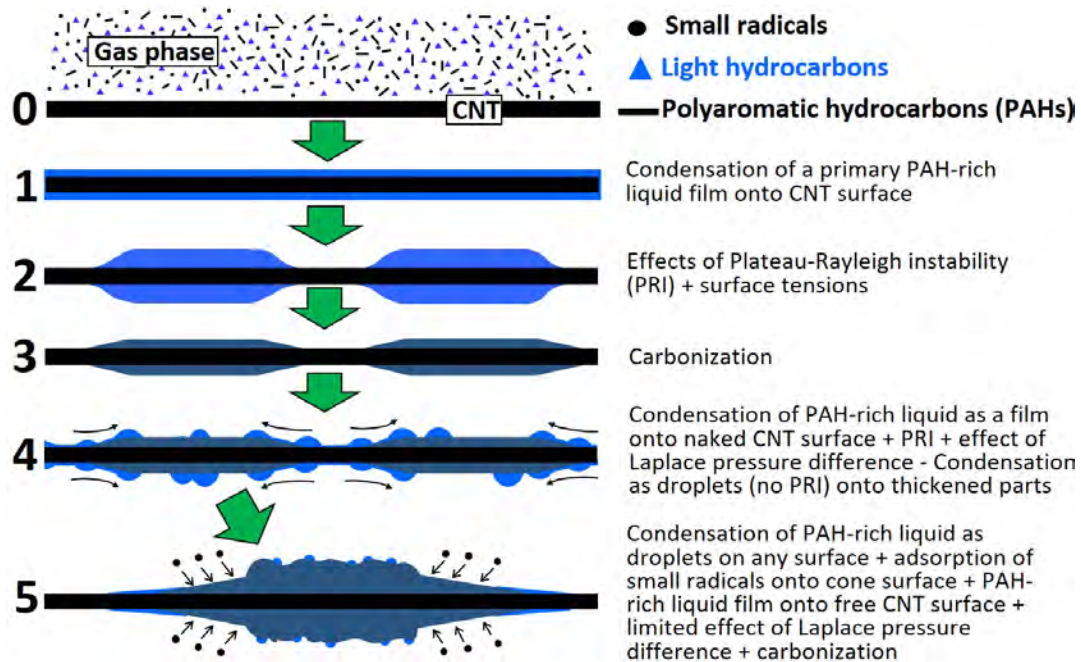 Gas phase
Small radicals
Light hydrocarbons
0
CNT
Polyaromatic hydrocarbons (PAHs)
1
Condensation of a primary PAH-rich
liquid film onto CNT surface
2
Effects of Plateau-Rayleigh instability
(PRI) + surface tensions
3
Carbonization
4
Condensation of PAH-rich liquid as a film
onto naked CNT surface + PRI + effect of
Laplace pressure difference - Condensation
as droplets (no PRI) onto thickened parts
5
Condensation of PAH-rich liquid as
droplets on any surface + adsorption of
small radicals onto cone surface + PAH-
rich liquid film onto free CNT surface +
limited effect of Laplace pressure
difference + carbonization